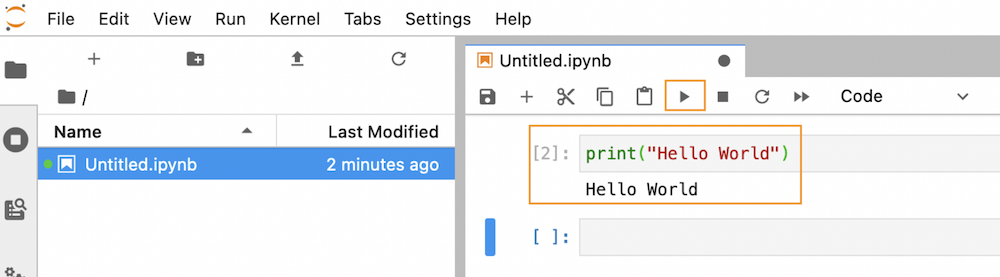 File Edit View Run Kernel Tabs Settings Help
/
Name Last Modified
Untitled.ipynb 2 minutes ago
Untitled.ipynb
Code
[2]: print("Hello World")
Hello World
[ ]: